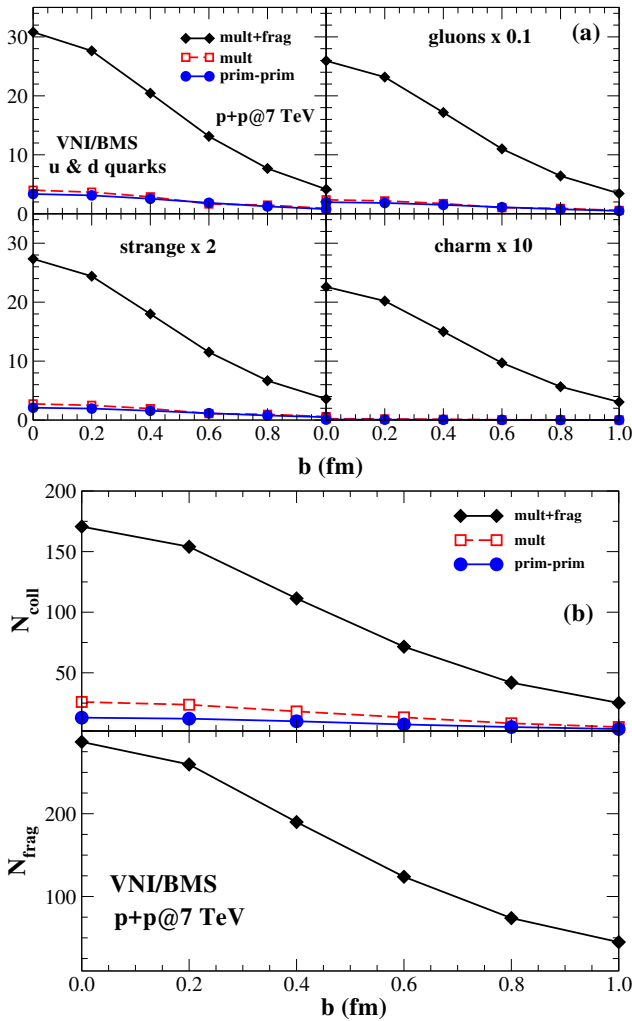 30
20
10
0
mult+frag
mult
prim-prim
p+p@7 TeV
VNI/BMS
u & d quarks
gluons x 0.1
(a)
30
20
10
0
strange x 2
charm x 10
0
0.2
0.4
0.6
0.8
0.0
0.2
0.4
0.6
0.8
1.0
b (fm)
200
150
100
50
N_coll
mult+frag
mult
prim-prim
(b)
200
100
N_frag
VNI/BMS
p+p@7 TeV
0.0
0.2
0.4
0.6
0.8
1.0
b (fm)